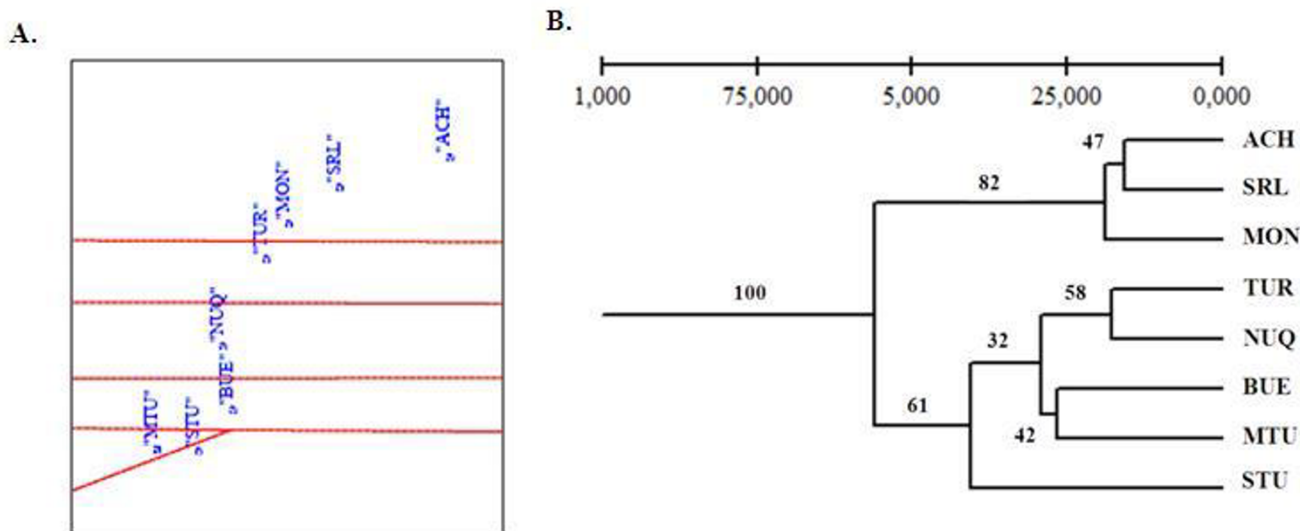 A.
"ACH"
"SRL"
"MON"
"TUR"
"NUQ"
"BUE"
"MTU"
"STU"
B.
1,000 75,000 5,000 25,000 0,000
47
ACH
82
SRL
MON
100
58
TUR
32
NUQ
61
BUE
42
MTU
STU